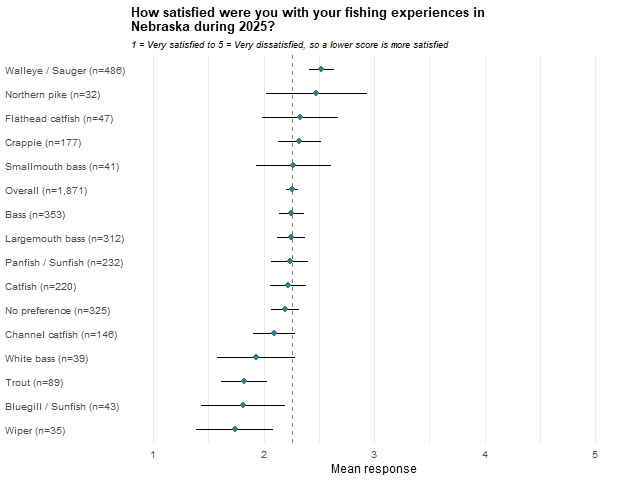 How satisfied were you with your fishing experiences in
Nebraska during 2025?
1 = Very satisfied to 5 = Very dissatisfied, so a lower score is more satisfied
Walleye / Sauger (n=486)
Northern pike (n=32)
Flathead catfish (n=47)
Crappie (n=177)
Smallmouth bass (n=41)
Overall (n=1,871)
Bass (n=353)
Largemouth bass (n=312)
Panfish / Sunfish (n=232)
Catfish (n=220)
No preference (n=325)
Channel catfish (n=146)
White bass (n=39)
Trout (n=89)
Bluegill / Sunfish (n=43)
Wiper (n=35)
1 2 3 4 5
Mean response